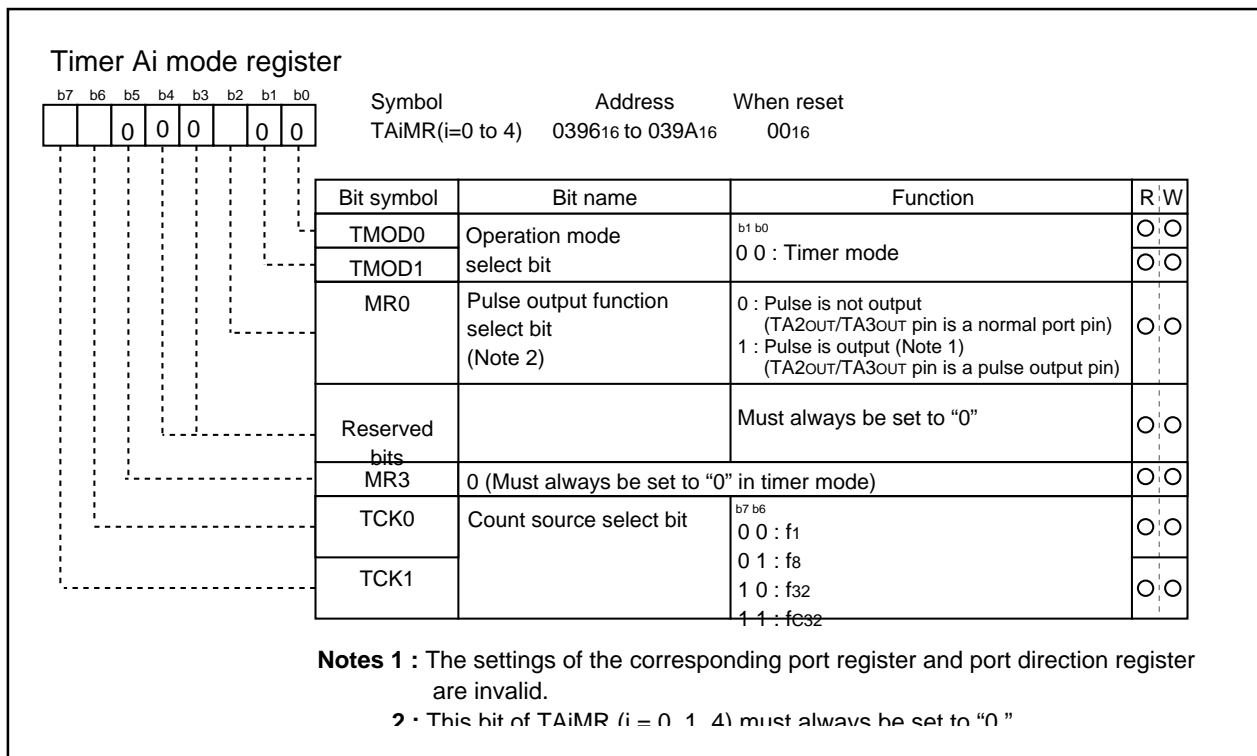 Timer Ai mode register
b7 b6 b5 b4 b3 b2 b1 b0
0 0 0 0 0
Symbol Address When reset
TAiMR(i=0 to 4) 039616 to 039A16 0016
Bit symbol Bit name Function R W
TMOD0 Operation mode select bit b1 b0
TMOD1 0 0 : Timer mode
MR0 Pulse output function select bit (Note 2)
0 : Pulse is not output
(TA2OUT/TA3OUT pin is a normal port pin)
1 : Pulse is output (Note 1)
(TA2OUT/TA3OUT pin is a pulse output pin)
Reserved bits Must always be set to “0”
MR3 0 (Must always be set to “0” in timer mode)
TCK0 Count source select bit b7 b6
0 0 : f1
0 1 : f8
TCK1
1 0 : f32
1 1 : fC32
Notes 1 : The settings of the corresponding port register and port direction register
are invalid.
2 : This bit of TAiMR (i = 0, 1, 4) must always be set to “0.”